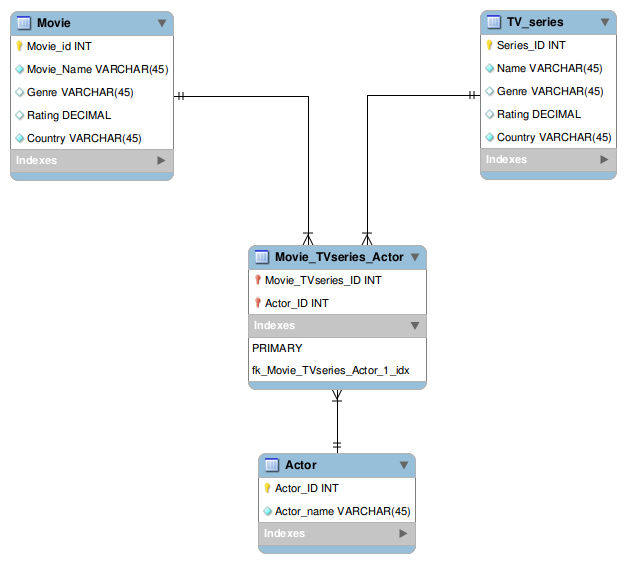 Movie
Movie_id INT
Movie_Name VARCHAR(45)
Genre VARCHAR(45)
Rating DECIMAL
Country VARCHAR(45)
Indexes
TV_series
Series_ID INT
Name VARCHAR(45)
Genre VARCHAR(45)
Rating DECIMAL
Country VARCHAR(45)
Indexes
Movie_TVseries_Actor
Movie_TVseries_ID INT
Actor_ID INT
Indexes
PRIMARY
fk_Movie_TVseries_Actor_1_idx
Actor
Actor_ID INT
Actor_name VARCHAR(45)
Indexes